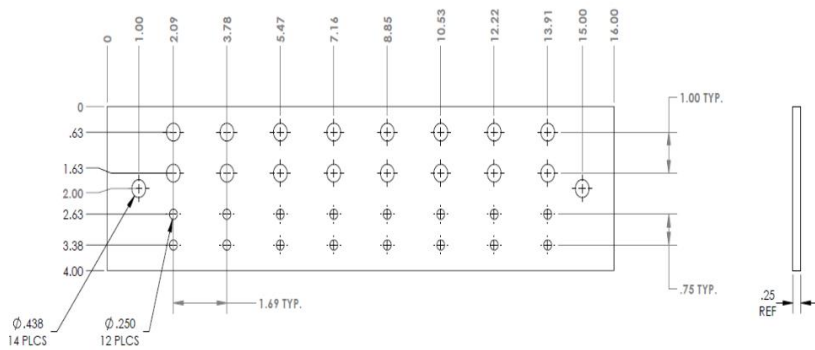 0
1.00
2.09
3.78
5.47
7.16
8.85
10.53
12.22
13.91
15.00
16.00
0
.63
1.63
2.00
2.63
3.38
4.00
1.00 TYP.
.75 TYP.
1.69 TYP.
Ø.438
14 PLCS
Ø.250
12 PLCS
.25
REF